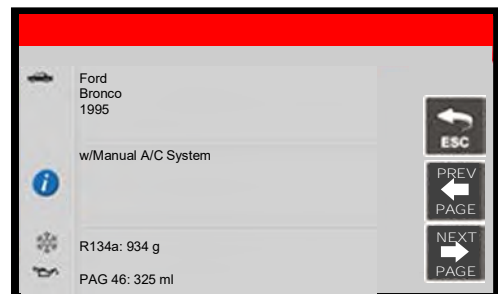 Ford
Bronco
1995
ESC
w/Manual A/C System
PREV
PAGE
R134a: 934 g
NEXT
PAGE
PAG 46: 325 ml